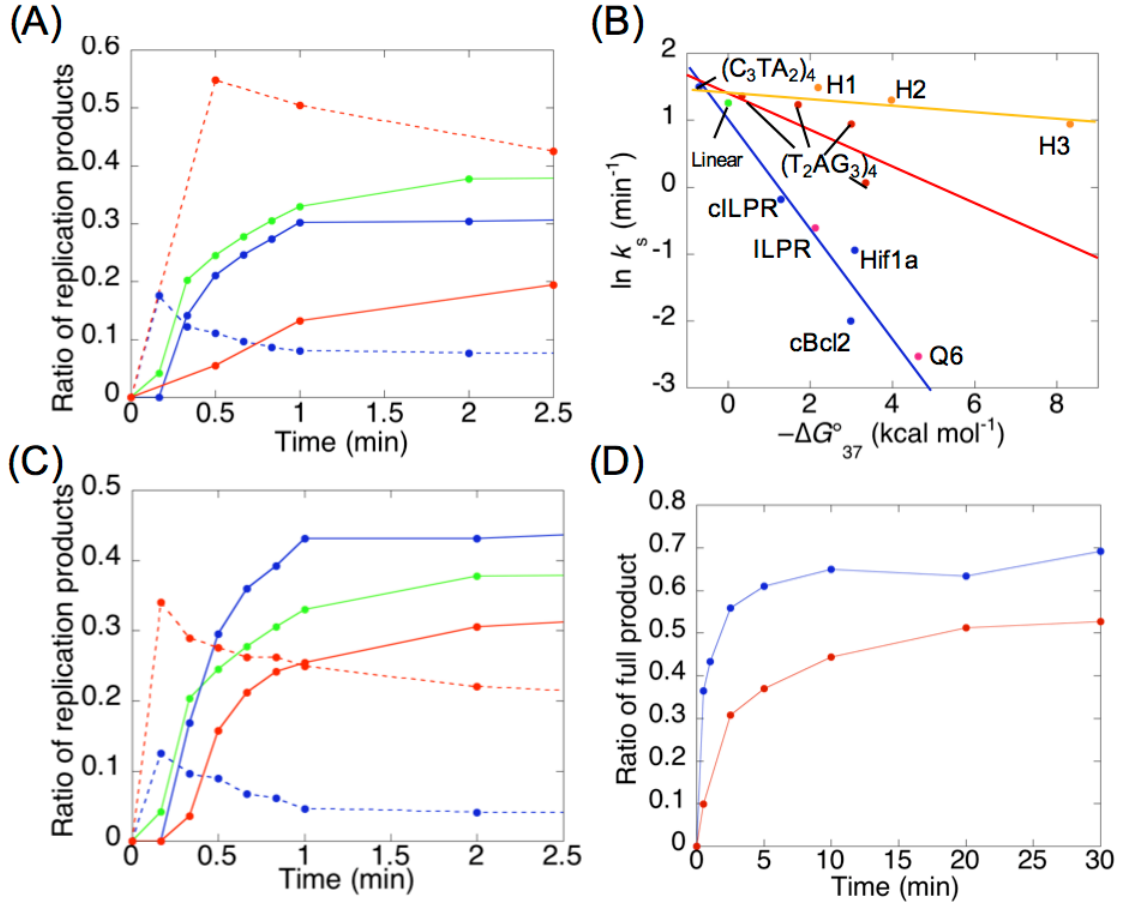 (A)
0.6
0.5
0.4
0.3
0.2
0.1
0
0 0.5 1 1.5 2 2.5
Time (min)
Ratio of replication products
(B)
2
1
0
-1
-2
-3
0 2 4 6 8
−ΔG°37 (kcal mol-1)
ln ks (min-1)
(C3TA2)4
H1
H2
H3
Linear
(T2AG3)4
cILPR
ILPR
Hif1a
cBcl2
Q6
(C)
0.5
0.4
0.3
0.2
0.1
0
0 0.5 1 1.5 2 2.5
Time (min)
Ratio of replication products
(D)
0.8
0.7
0.6
0.5
0.4
0.3
0.2
0.1
0
0 5 10 15 20 25 30
Time (min)
Ratio of full product